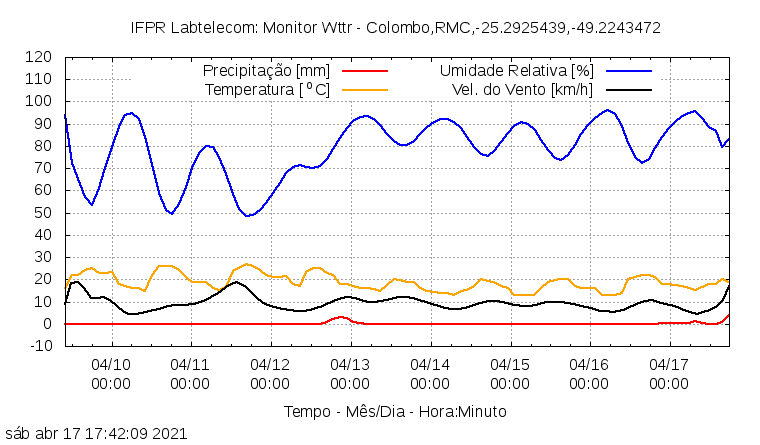 IFPR Labtelecom: Monitor Wttr - Colombo,RMC,-25.2925439,-49.2243472
120
110
100
90
80
70
60
50
40
30
20
10
0
-10
Precipitação [mm]
Temperatura [⁰C]
Umidade Relativa [%]
Vel. do Vento [km/h]
04/10 04/11 04/12 04/13 04/14 04/15 04/16 04/17
00:00 00:00 00:00 00:00 00:00 00:00 00:00 00:00
Tempo - Mês/Dia - Hora:Minuto
sáb abr 17 17:42:09 2021